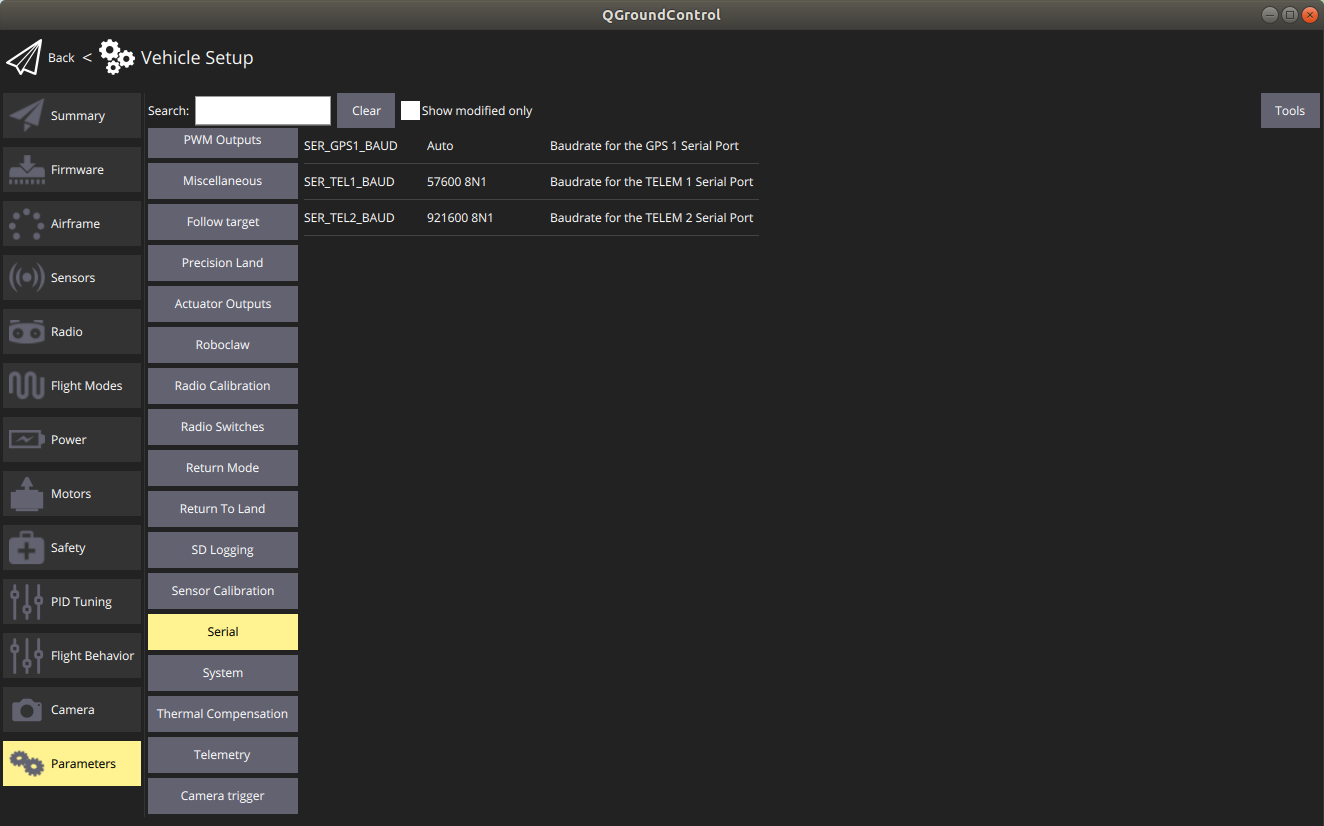 QGroundControl
Back < Vehicle Setup
Summary
Firmware
Airframe
Sensors
Radio
Flight Modes
Power
Motors
Safety
PID Tuning
Flight Behavior
Camera
Parameters
Search: Clear Show modified only Tools
PWM Outputs
Miscellaneous
Follow target
Precision Land
Actuator Outputs
Roboclaw
Radio Calibration
Radio Switches
Return Mode
Return To Land
SD Logging
Sensor Calibration
Serial
System
Thermal Compensation
Telemetry
Camera trigger
SER_GPS1_BAUD Auto Baudrate for the GPS 1 Serial Port
SER_TEL1_BAUD 57600 8N1 Baudrate for the TELEM 1 Serial Port
SER_TEL2_BAUD 921600 8N1 Baudrate for the TELEM 2 Serial Port